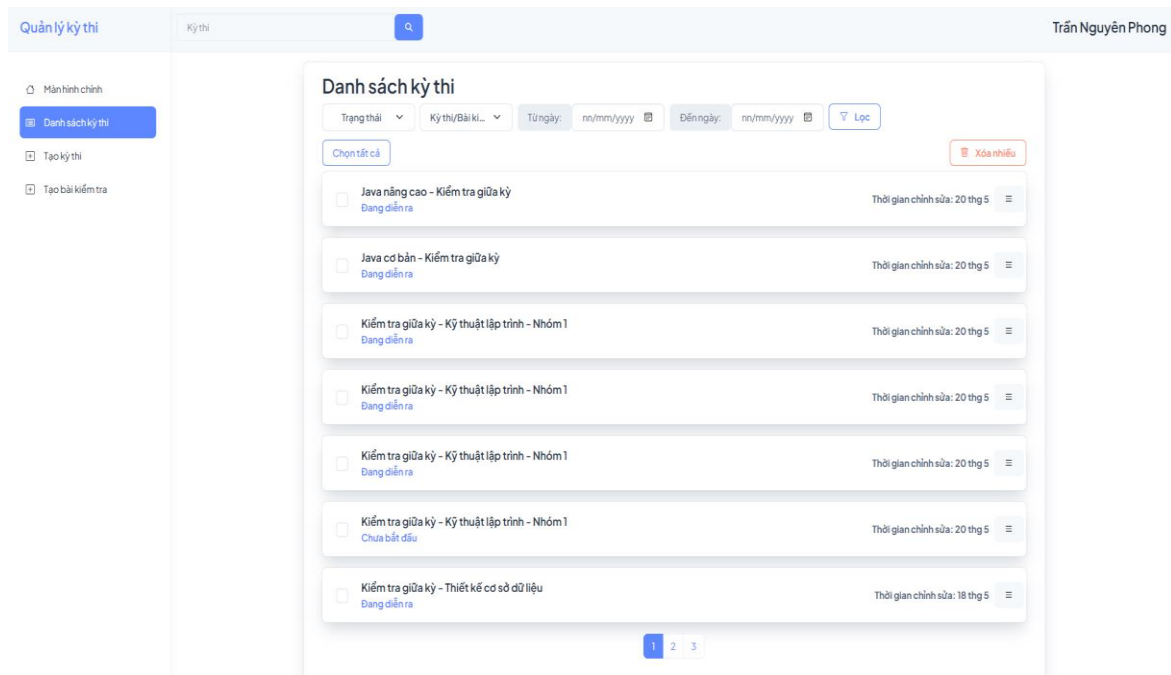 Quản lý kỳ thi
Kỳ thi
Trần Nguyên Phong
Màn hình chính
Danh sách kỳ thi
Tạo kỳ thi
Tạo bài kiểm tra
Danh sách kỳ thi
Trạng thái
Kỳ thi/Bài ki...
Từ ngày:
nn/mm/yyyy
Đến ngày:
nn/mm/yyyy
Lọc
Chọn tất cả
Xóa nhiều
Java nâng cao - Kiểm tra giữa kỳ
Đang diễn ra
Thời gian chỉnh sửa: 20 thg 5
Java cơ bản - Kiểm tra giữa kỳ
Đang diễn ra
Thời gian chỉnh sửa: 20 thg 5
Kiểm tra giữa kỳ - Kỹ thuật lập trình - Nhóm 1
Đang diễn ra
Thời gian chỉnh sửa: 20 thg 5
Kiểm tra giữa kỳ - Kỹ thuật lập trình - Nhóm 1
Đang diễn ra
Thời gian chỉnh sửa: 20 thg 5
Kiểm tra giữa kỳ - Kỹ thuật lập trình - Nhóm 1
Đang diễn ra
Thời gian chỉnh sửa: 20 thg 5
Kiểm tra giữa kỳ - Kỹ thuật lập trình - Nhóm 1
Chưa bắt đầu
Thời gian chỉnh sửa: 20 thg 5
Kiểm tra giữa kỳ - Thiết kế cơ sở dữ liệu
Đang diễn ra
Thời gian chỉnh sửa: 18 thg 5
1 2 3